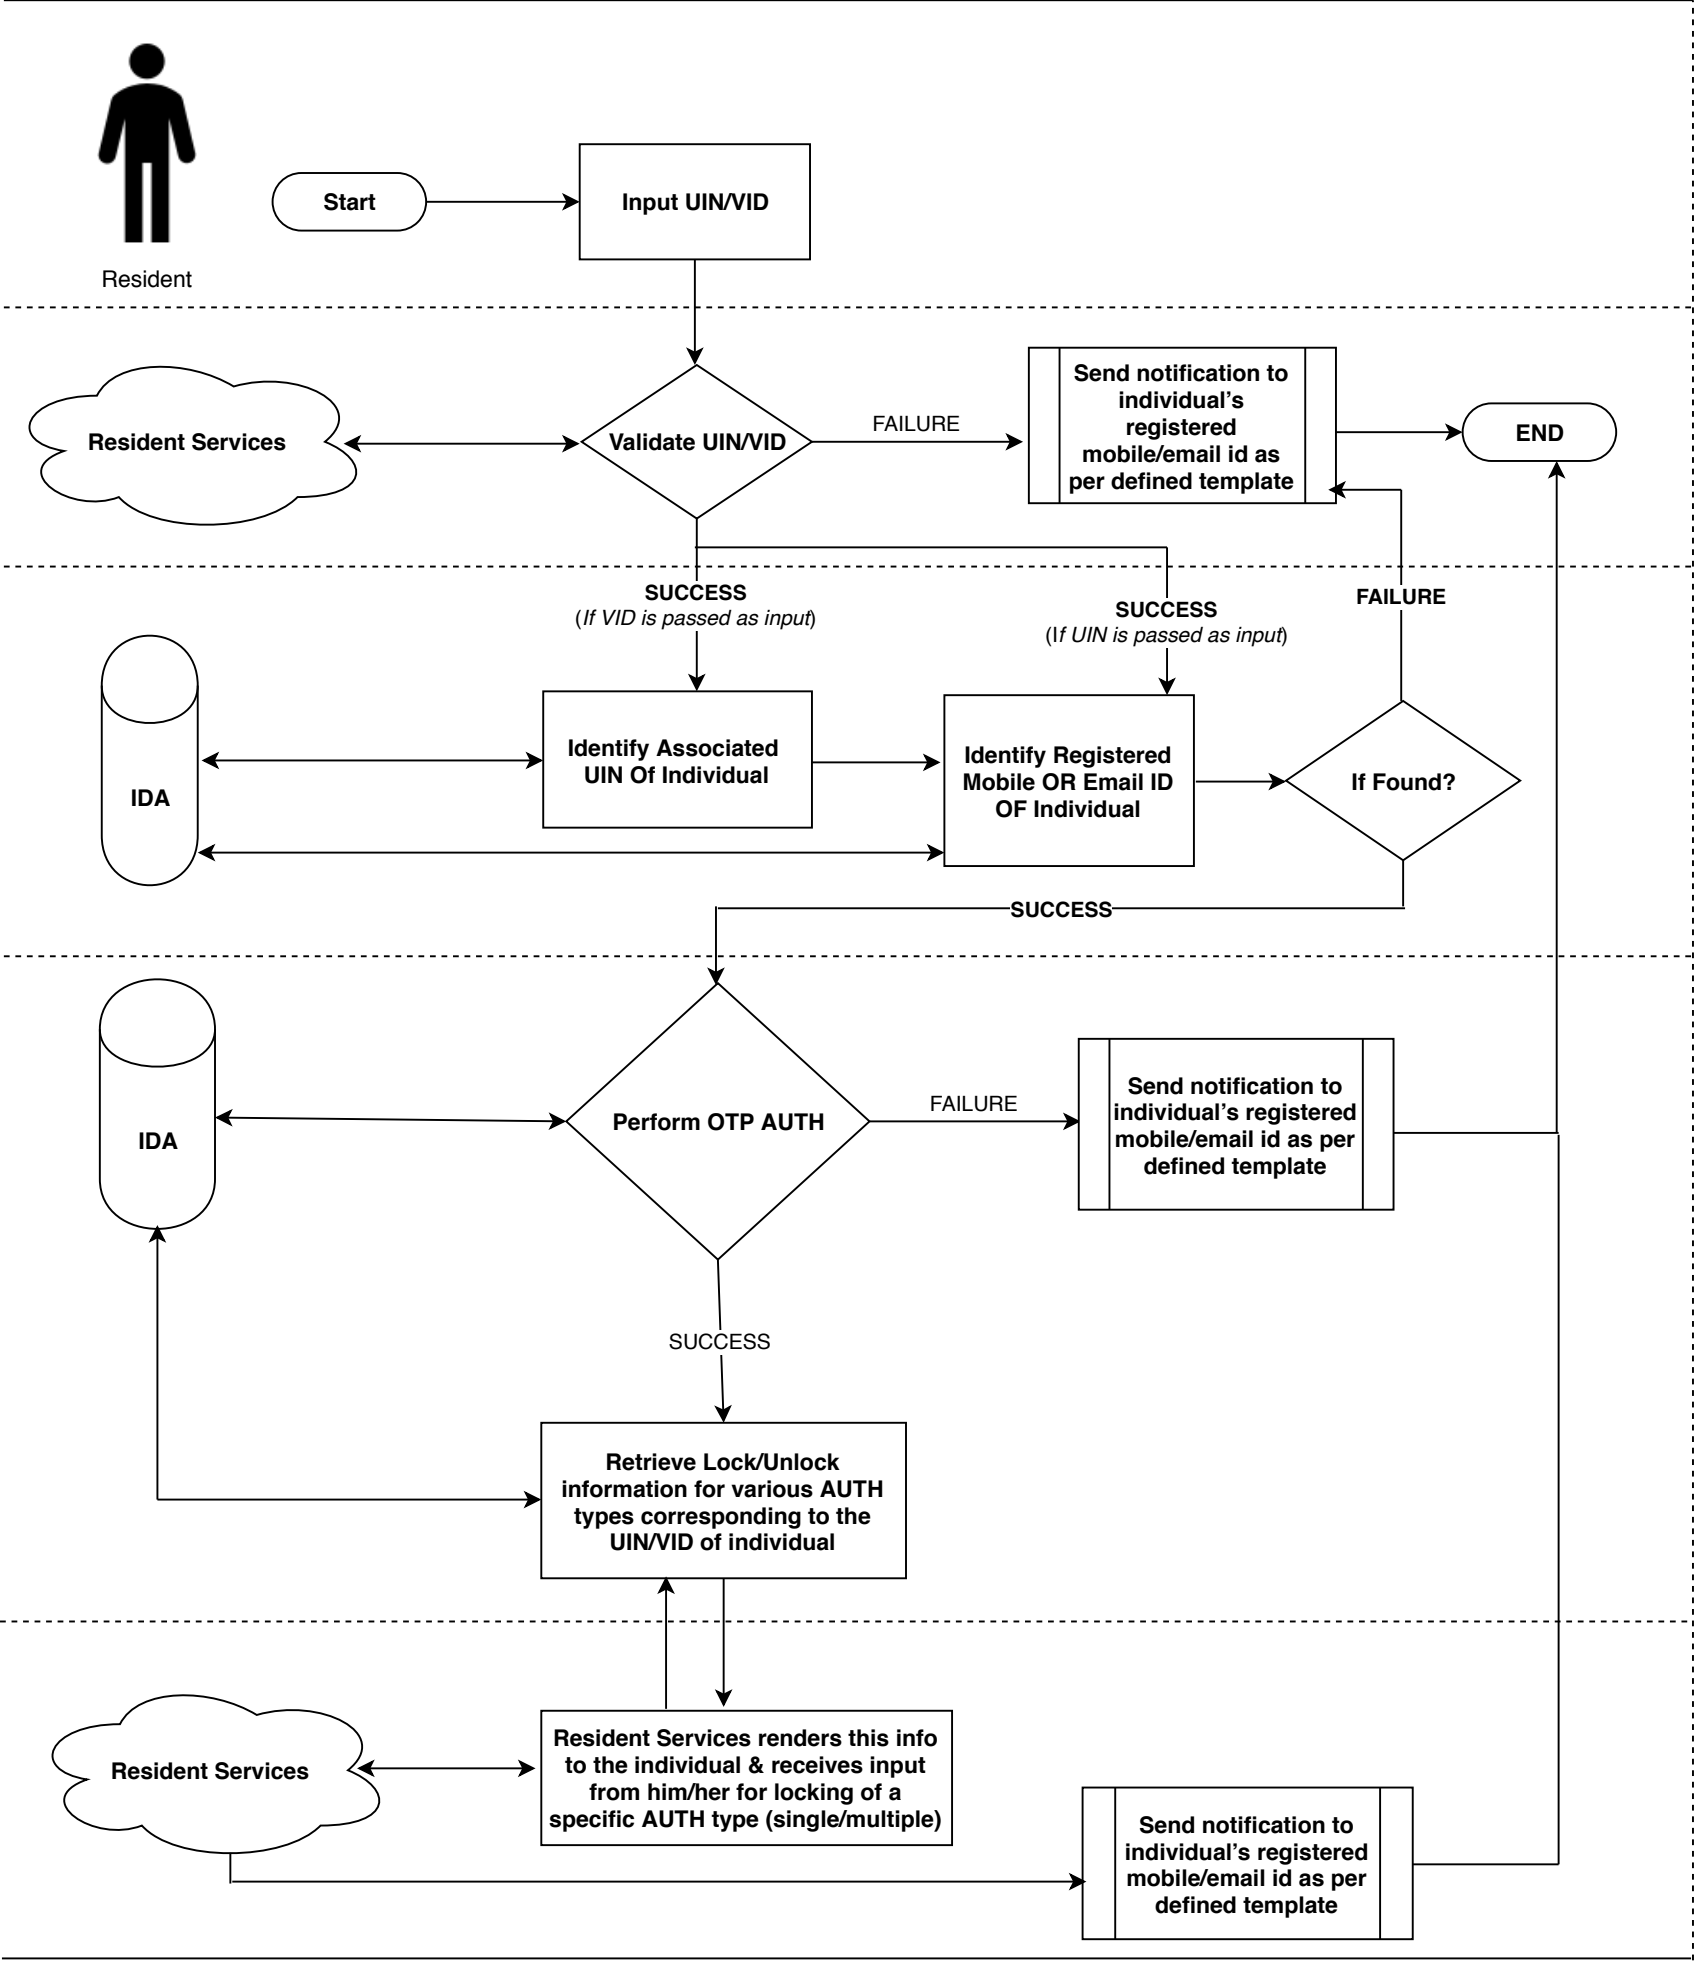 Resident
Start
Input UIN/VID
Resident Services
Validate UIN/VID
FAILURE
Send notification to
individual’s
registered
mobile/email id as
per defined template
END
SUCCESS
(If VID is passed as input)
SUCCESS
(If UIN is passed as input)
FAILURE
IDA
Identify Associated
UIN Of Individual
Identify Registered
Mobile OR Email ID
OF Individual
If Found?
SUCCESS
IDA
Perform OTP AUTH
FAILURE
Send notification to
individual’s registered
mobile/email id as per
defined template
SUCCESS
Retrieve Lock/Unlock
information for various AUTH
types corresponding to the
UIN/VID of individual
Resident Services
Resident Services renders this info
to the individual & receives input
from him/her for locking of a
specific AUTH type (single/multiple)
Send notification to
individual’s registered
mobile/email id as per
defined template